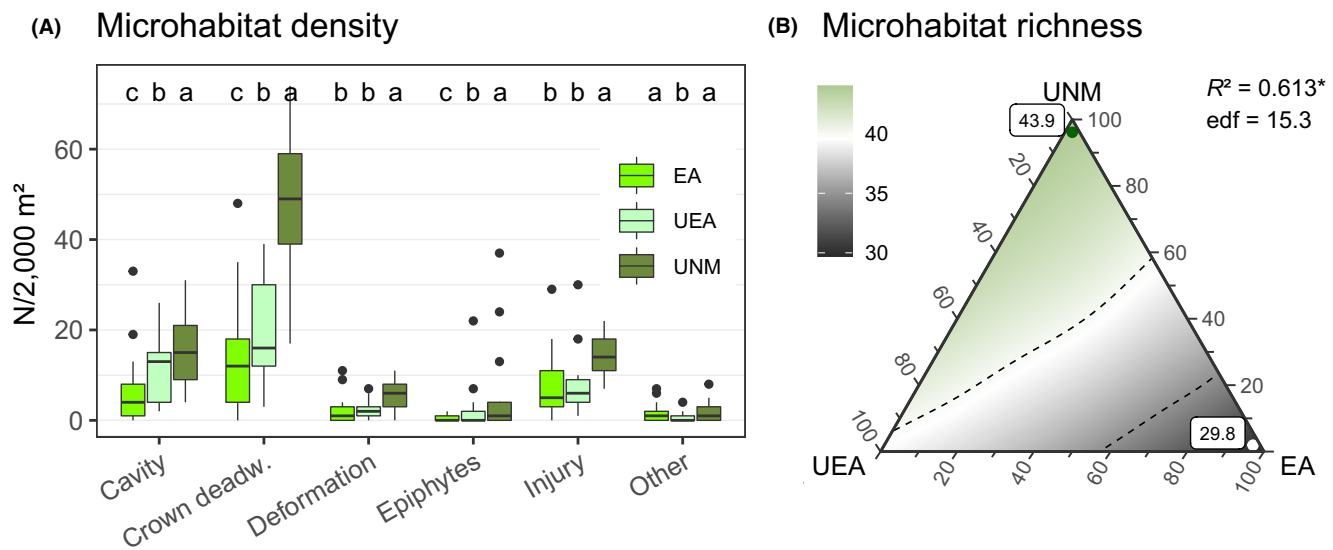 (A) Microhabitat density
c b a c b a b b a c b a b b a a b a
N/2,000 m²
60
40
20
0
EA
UEA
UNM
Cavity
Crown deadw.
Deformation
Epiphytes
Injury
Other
(B) Microhabitat richness
40
35
30
R² = 0.613*
edf = 15.3
UNM
43.9
100
80
60
40
20
20
40
60
80
100
29.8
UEA
EA
20
40
60
80
100